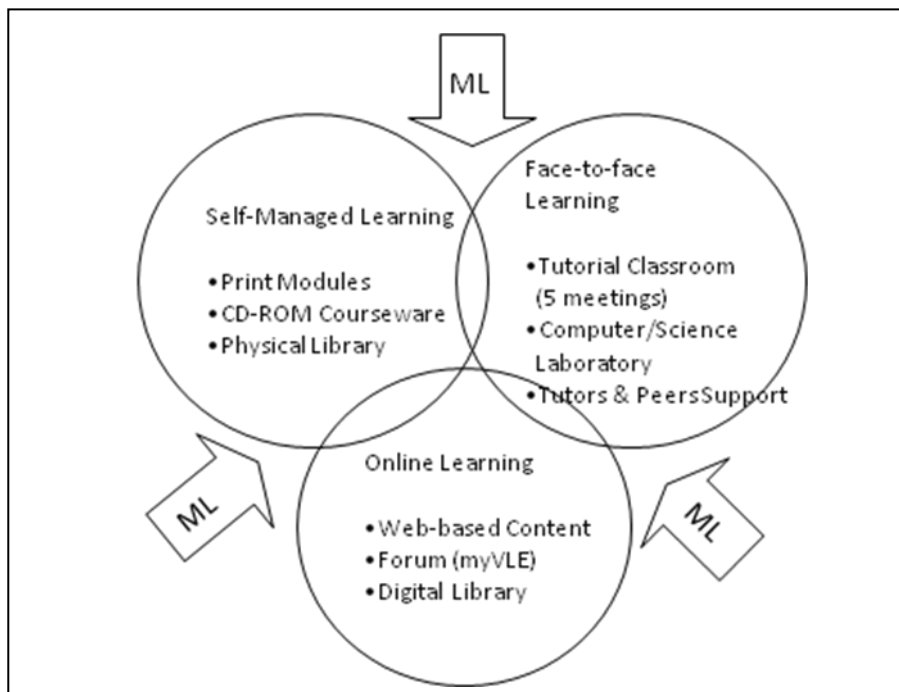 ML
Self-Managed Learning
•Print Modules
•CD-ROM Courseware
•Physical Library
Face-to-face
Learning
•Tutorial Classroom
(5 meetings)
•Computer/Science
Laboratory
•Tutors & PeersSupport
Online Learning
•Web-based Content
•Forum (myVLE)
•Digital Library
ML
ML